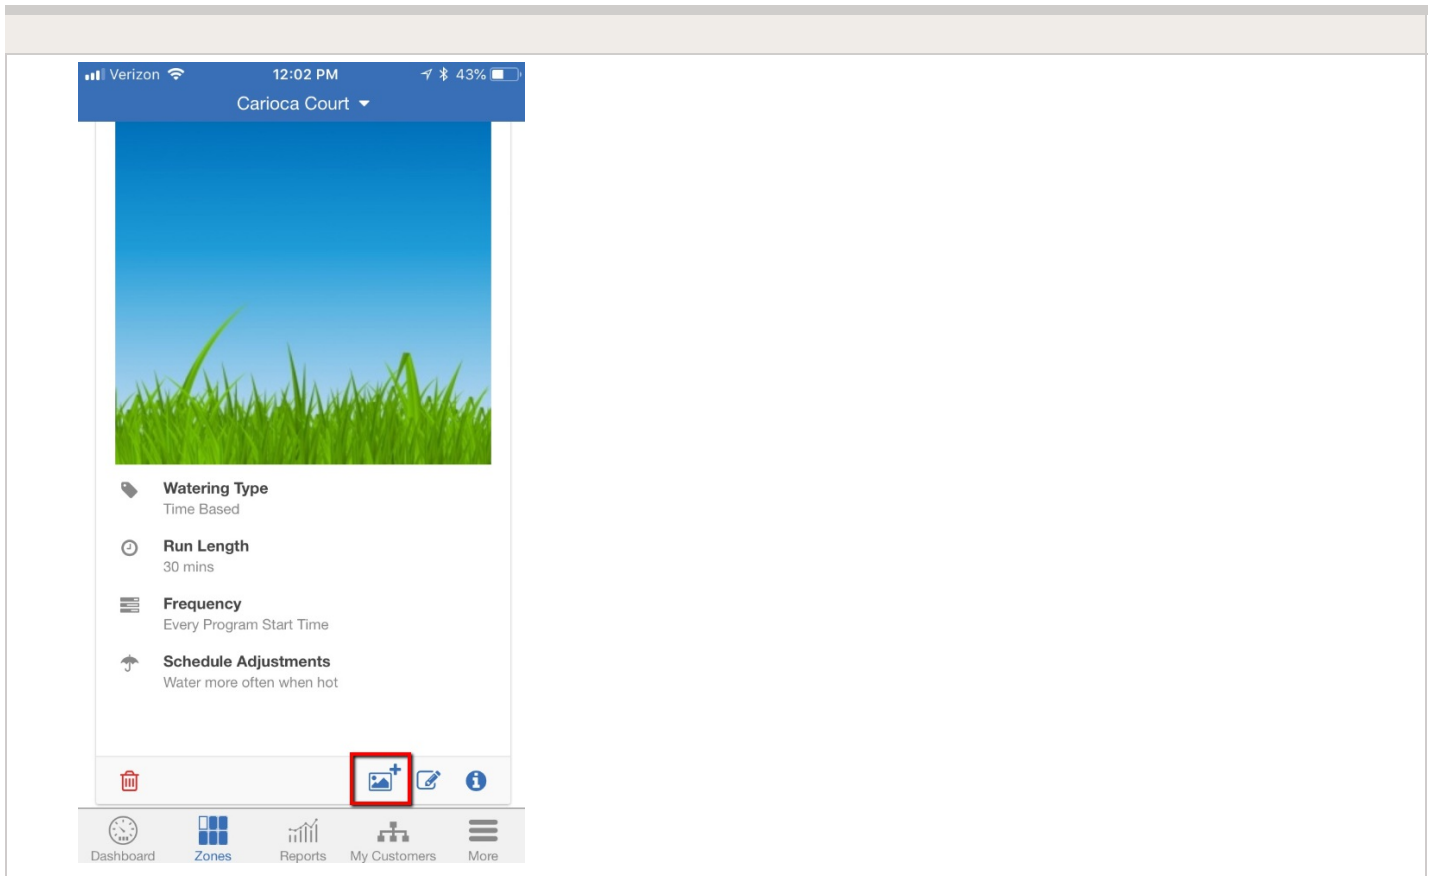 Verizon 12:02 PM 43%
Carioca Court
Watering Type
Time Based
Run Length
30 mins
Frequency
Every Program Start Time
Schedule Adjustments
Water more often when hot
Dashboard Zones Reports My Customers More